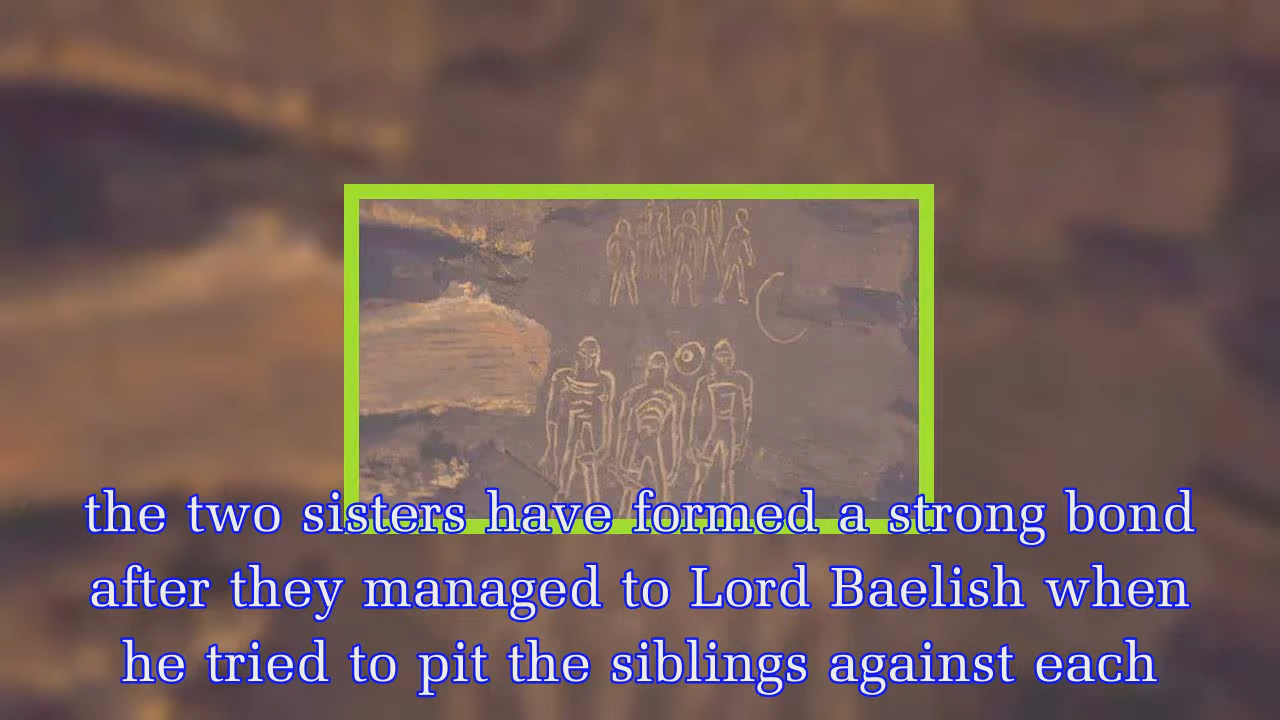 the two sisters have formed a strong bond
after they managed to Lord Baelish when
he tried to pit the siblings against each